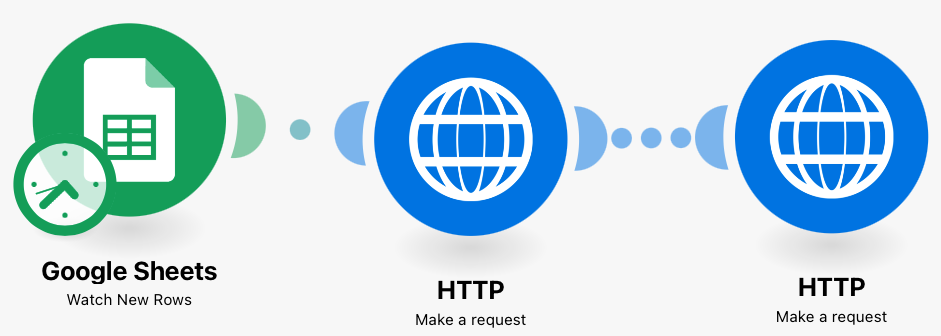 Google Sheets
Watch New Rows
HTTP
Make a request
HTTP
Make a request